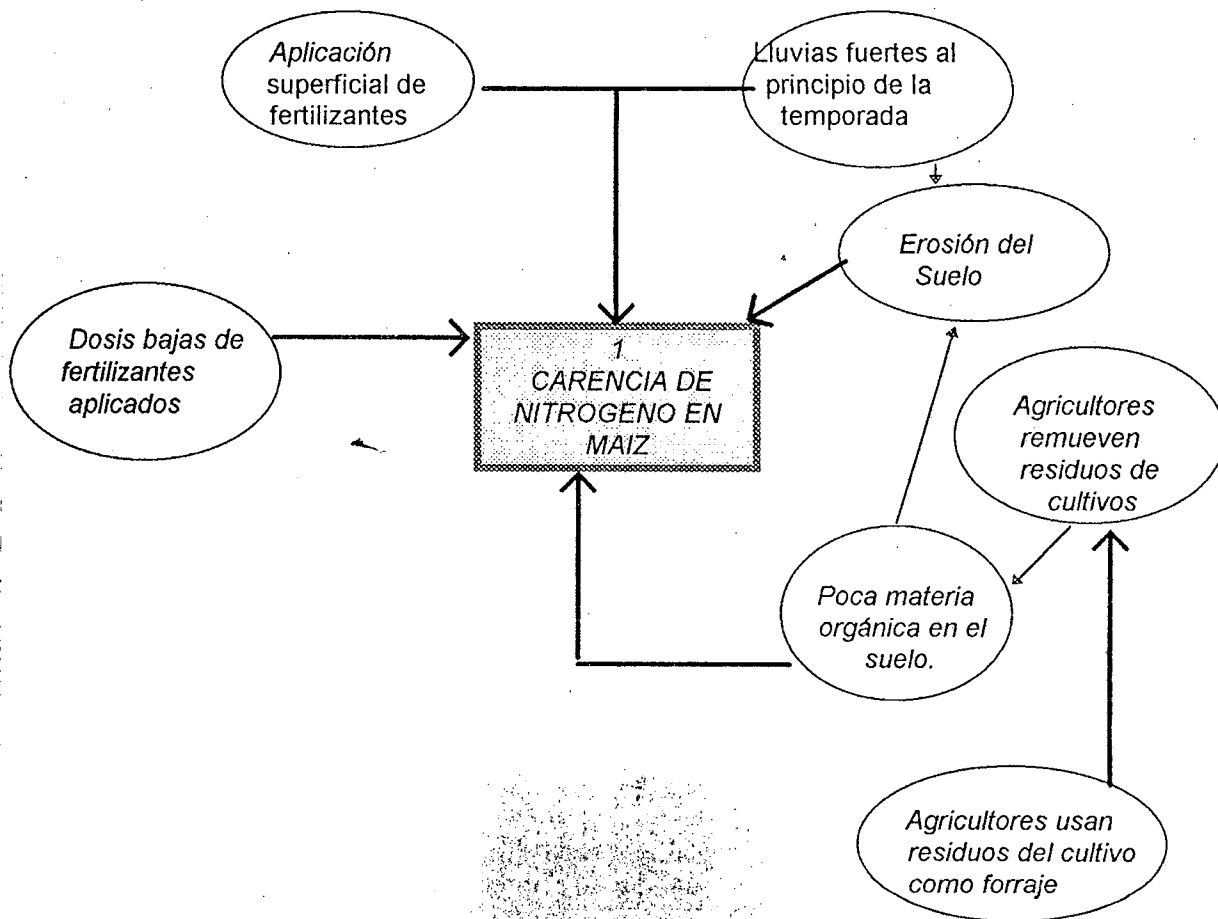 Aplicación
superficial de
fertilizantes
Lluvias fuertes al
principio de la
temporada
Erosión del
Suelo
Dosis bajas de
fertilizantes
aplicados
1
CARENCIA DE
NITROGENO EN
MAIZ
Agricultores
remueven
residuos de
cultivos
Poca materia
orgánica en el
suelo.
Agricultores usan
residuos del cultivo
como forraje